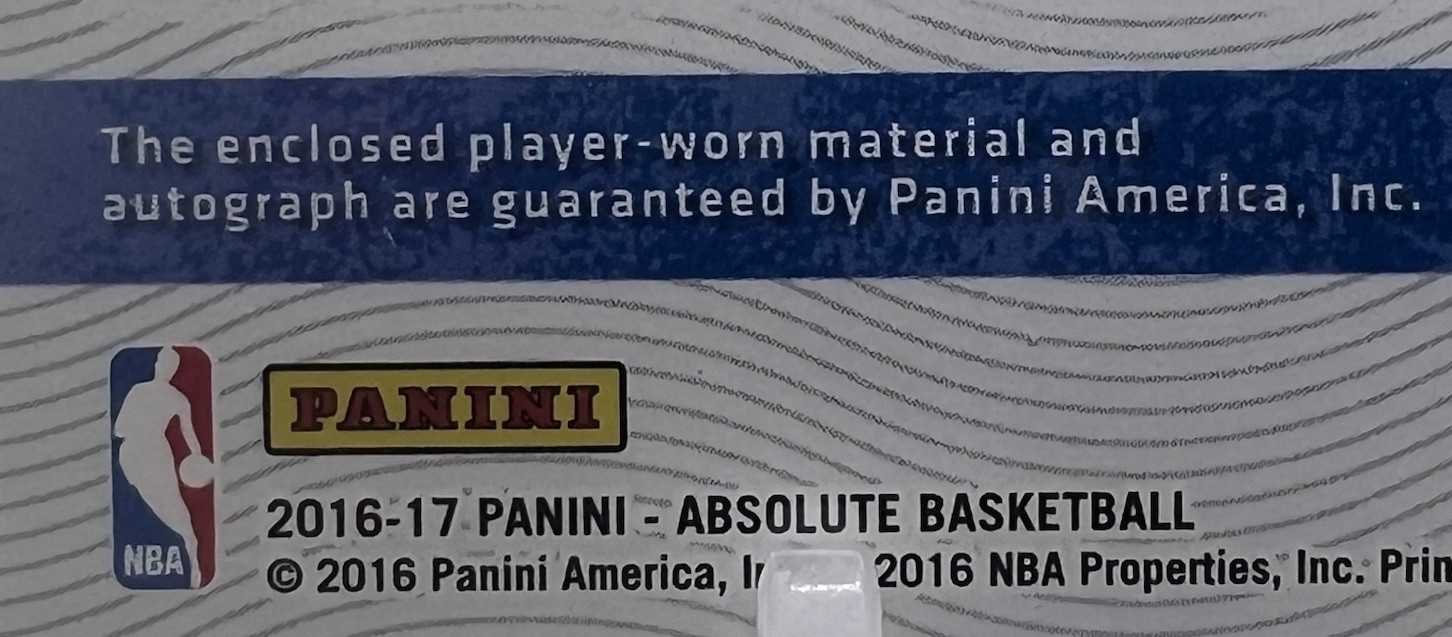 The enclosed player-worn material and
autograph are guaranteed by Panini America, Inc.
PANINI
NBA
2016-17 PANINI - ABSOLUTE BASKETBALL
© 2016 Panini America, 2016 NBA Properties, Inc.